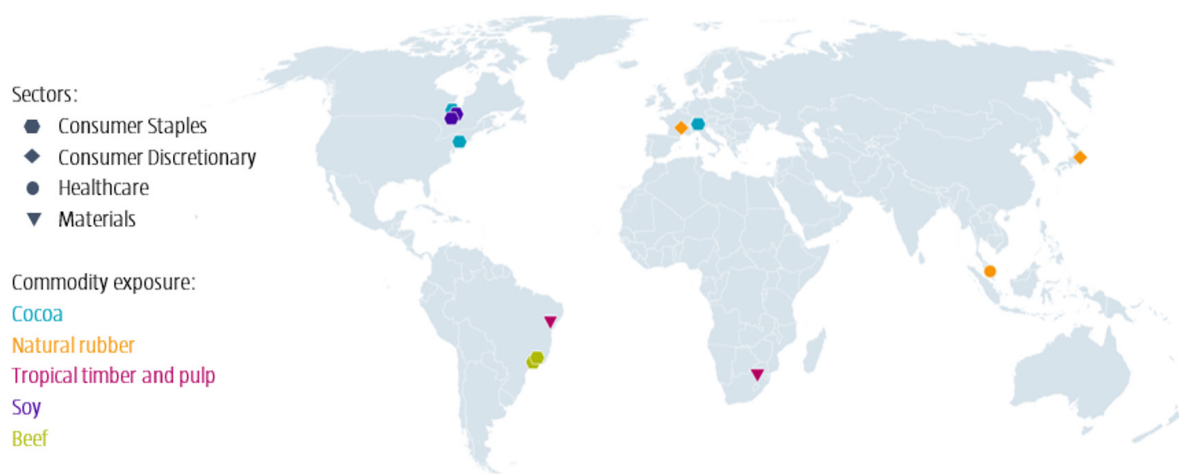 Sectors:
Consumer Staples
Consumer Discretionary
Healthcare
Materials
Commodity exposure:
Cocoa
Natural rubber
Tropical timber and pulp
Soy
Beef